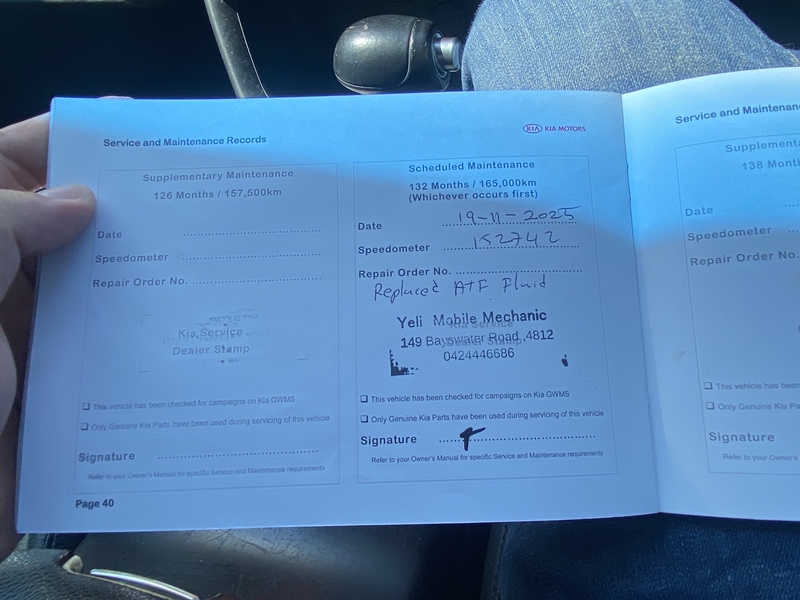 Service and Maintenance Records
KIA KIA MOTORS
Supplementary Maintenance
126 Months / 157,500km
Date
Speedometer
Repair Order No.
Kia Service
Dealer Stamp
❑ This vehicle has been checked for campaigns on Kia GWMS
❑ Only Genuine Kia Parts have been used during servicing of this vehicle
Signature
Refer to your Owner's Manual for specific Service and Maintenance requirements
Page 40
Scheduled Maintenance
132 Months / 165,000km
(Whichever occurs first)
Date 19-11-2025
Speedometer 152742
Repair Order No.
Replaced ATF Fluid
Yeli Mobile Mechanic
Kia Service
149 Bayswater Road ,4812
Dealer Stamp
0424446686
❑ This vehicle has been checked for campaigns on Kia GWMS
❑ Only Genuine Kia Parts have been used during servicing of this vehicle
Signature
Refer to your Owner's Manual for specific Service and Maintenance requirements
Service and
138
Date
Speedometer
Repair Order No.
❑ This vehicle has been
❑ Only Genuine Kia
Signature
Refer to your Owner's